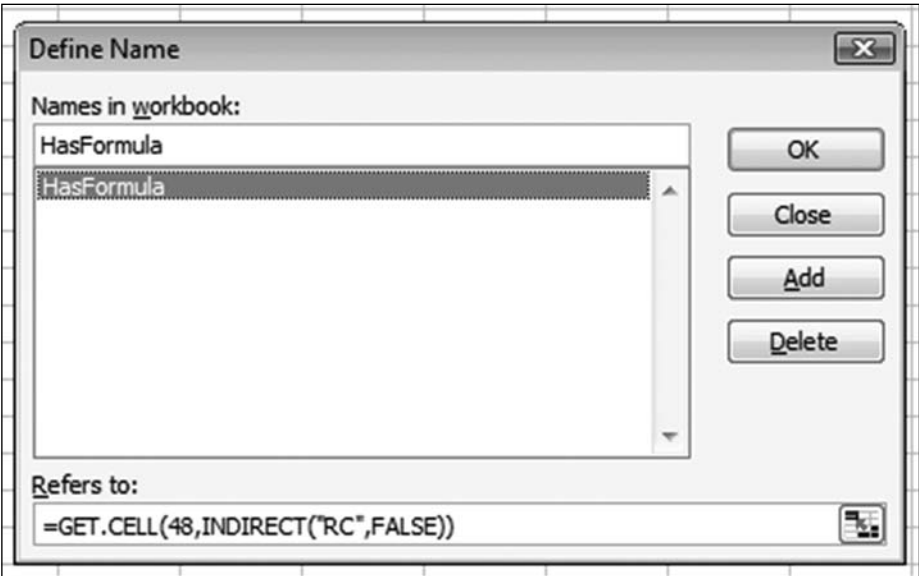 Define Name
Names in workbook:
HasFormula
HasFormula
OK
Close
Add
Delete
Refers to:
=GET.CELL(48,INDIRECT("RC",FALSE))